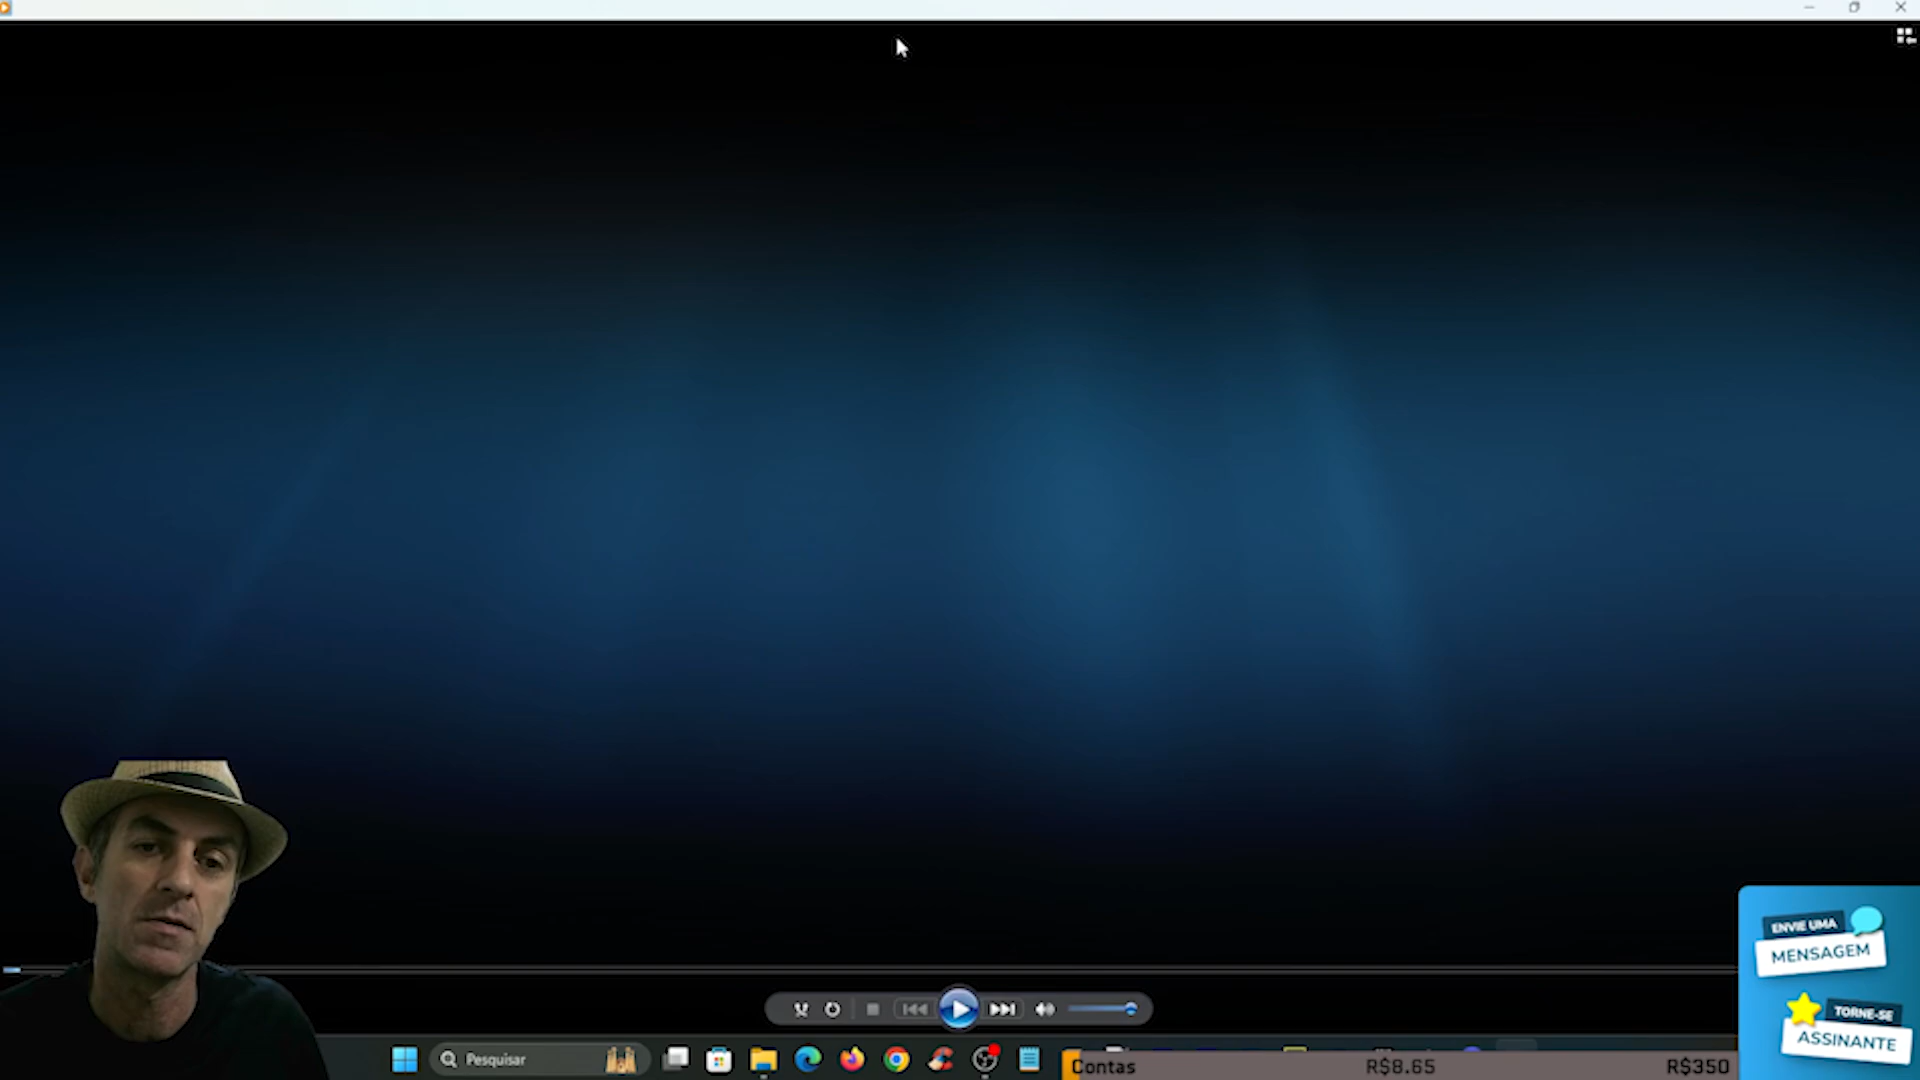 ENVIE UMA
MENSAGEM
TORNE-SE
ASSINANTE
Pesquisar
Contas R$8.65 R$350